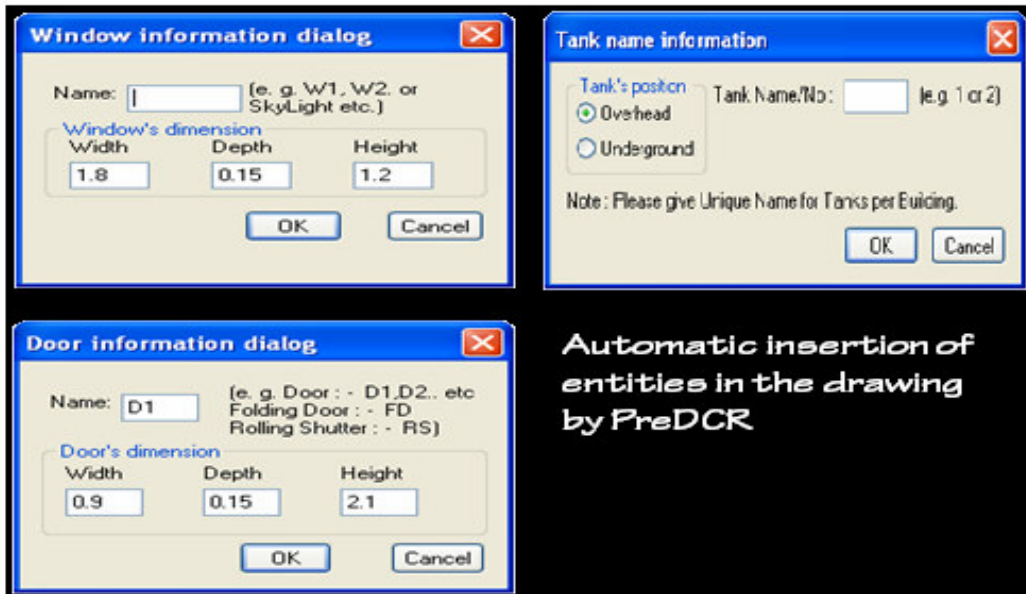 Window information dialog
Name:
(e. g. W1, W2. or
SkyLight etc.)
Window's dimension
Width Depth Height
1.8 0.15 1.2
OK Cancel
Tank name information
Tank's position
Overhead
Underground
Tank Name/No : (e.g. 1 or 2)
Note : Please give Unique Name for Tanks per Building.
OK Cancel
Door information dialog
Name: D1
(e. g. Door : - D1,D2.. etc
Folding Door : - FD
Rolling Shutter : - RS)
Door's dimension
Width Depth Height
0.9 0.15 2.1
OK Cancel
Automatic insertion of
entities in the drawing
by PreDCR